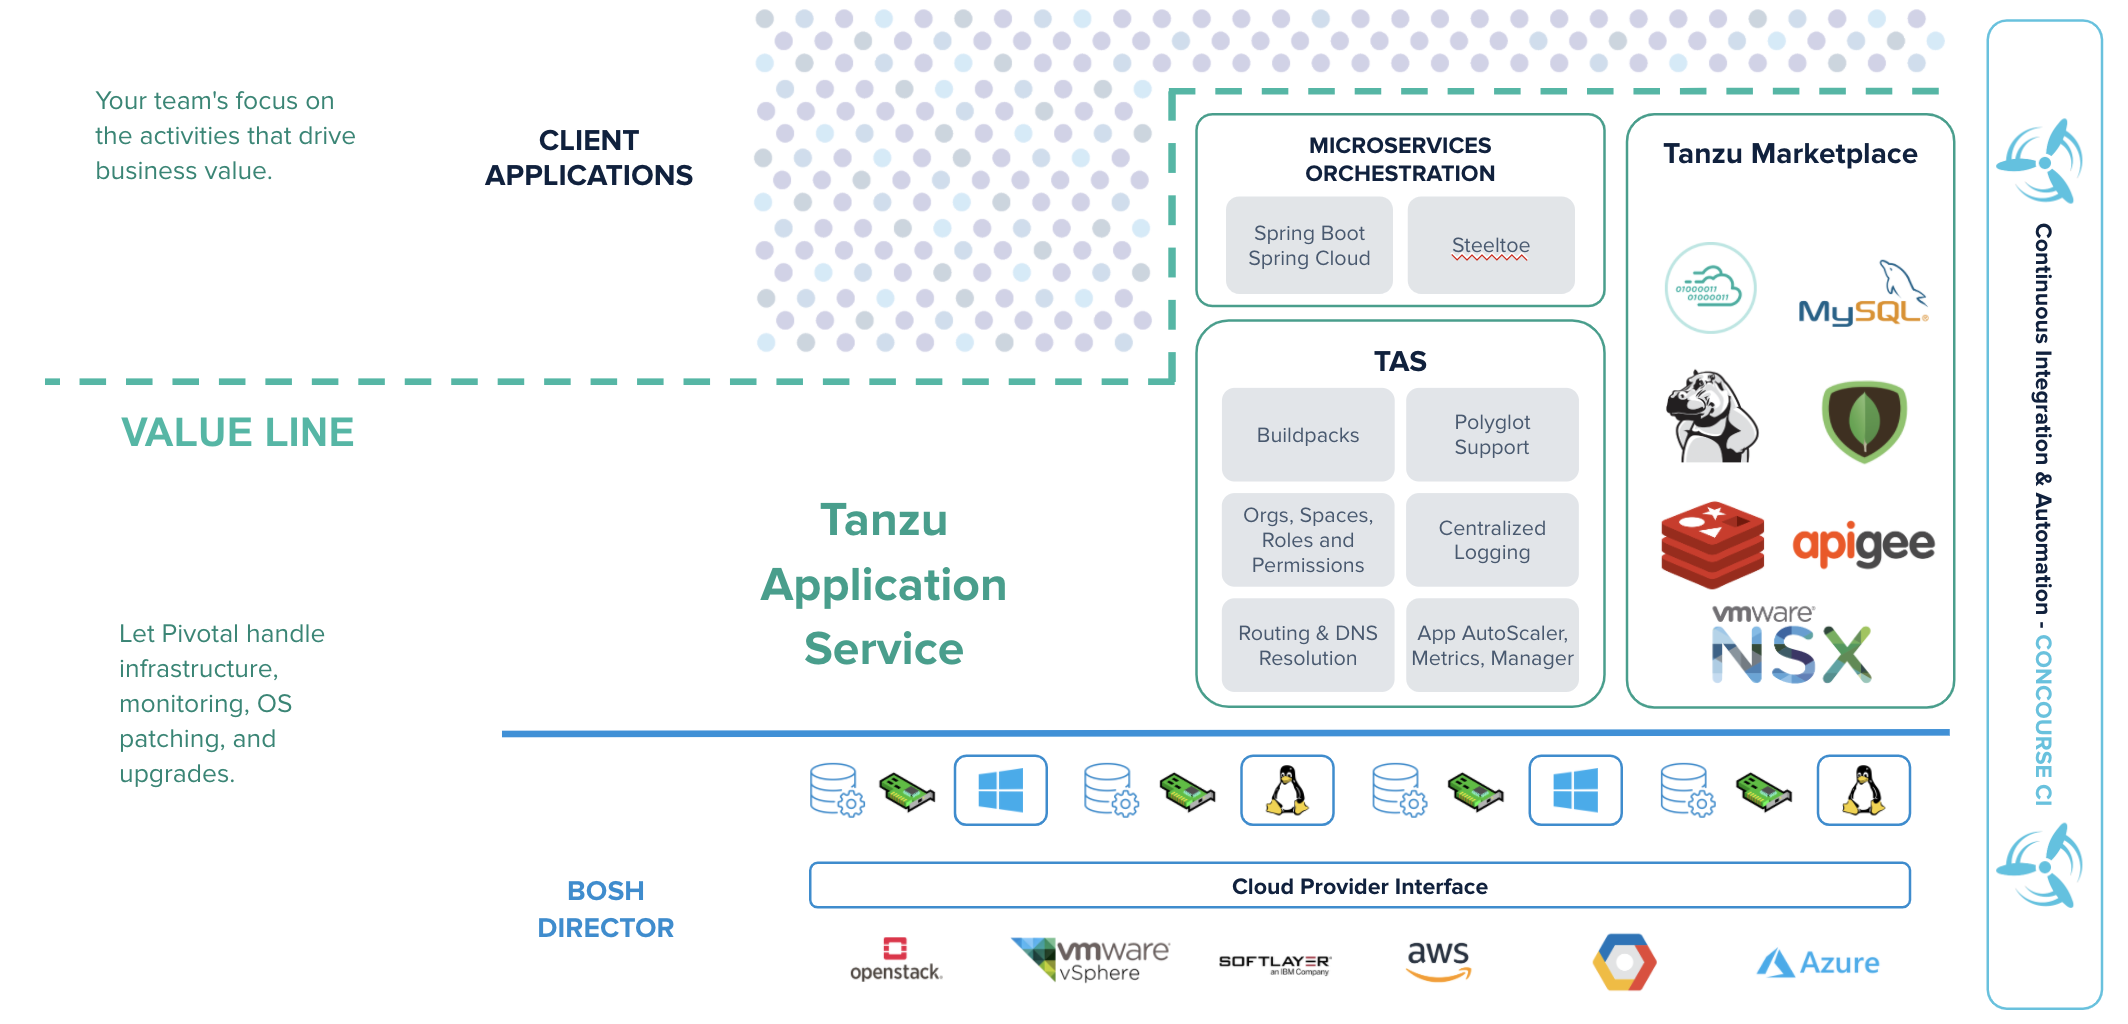 Your team's focus on
the activities that drive
business value.
CLIENT
APPLICATIONS
MICROSERVICES
ORCHESTRATION
Spring Boot
Spring Cloud
Steeltoe
Tanzu Marketplace
01000011
01000011
MySQL®
apigee
vmware®
NSX
TAS
Buildpacks
Polyglot
Support
Orgs, Spaces,
Roles and
Permissions
Centralized
Logging
Routing & DNS
Resolution
App AutoScaler,
Metrics, Manager
VALUE LINE
Tanzu
Application
Service
Let Pivotal handle
infrastructure,
monitoring, OS
patching, and
upgrades.
BOSH
DIRECTOR
Cloud Provider Interface
openstack.
vmware®
vSphere
SOFTLAYER®
an IBM Company
aws
Azure
Continuous Integration & Automation - CONCOURSE CI